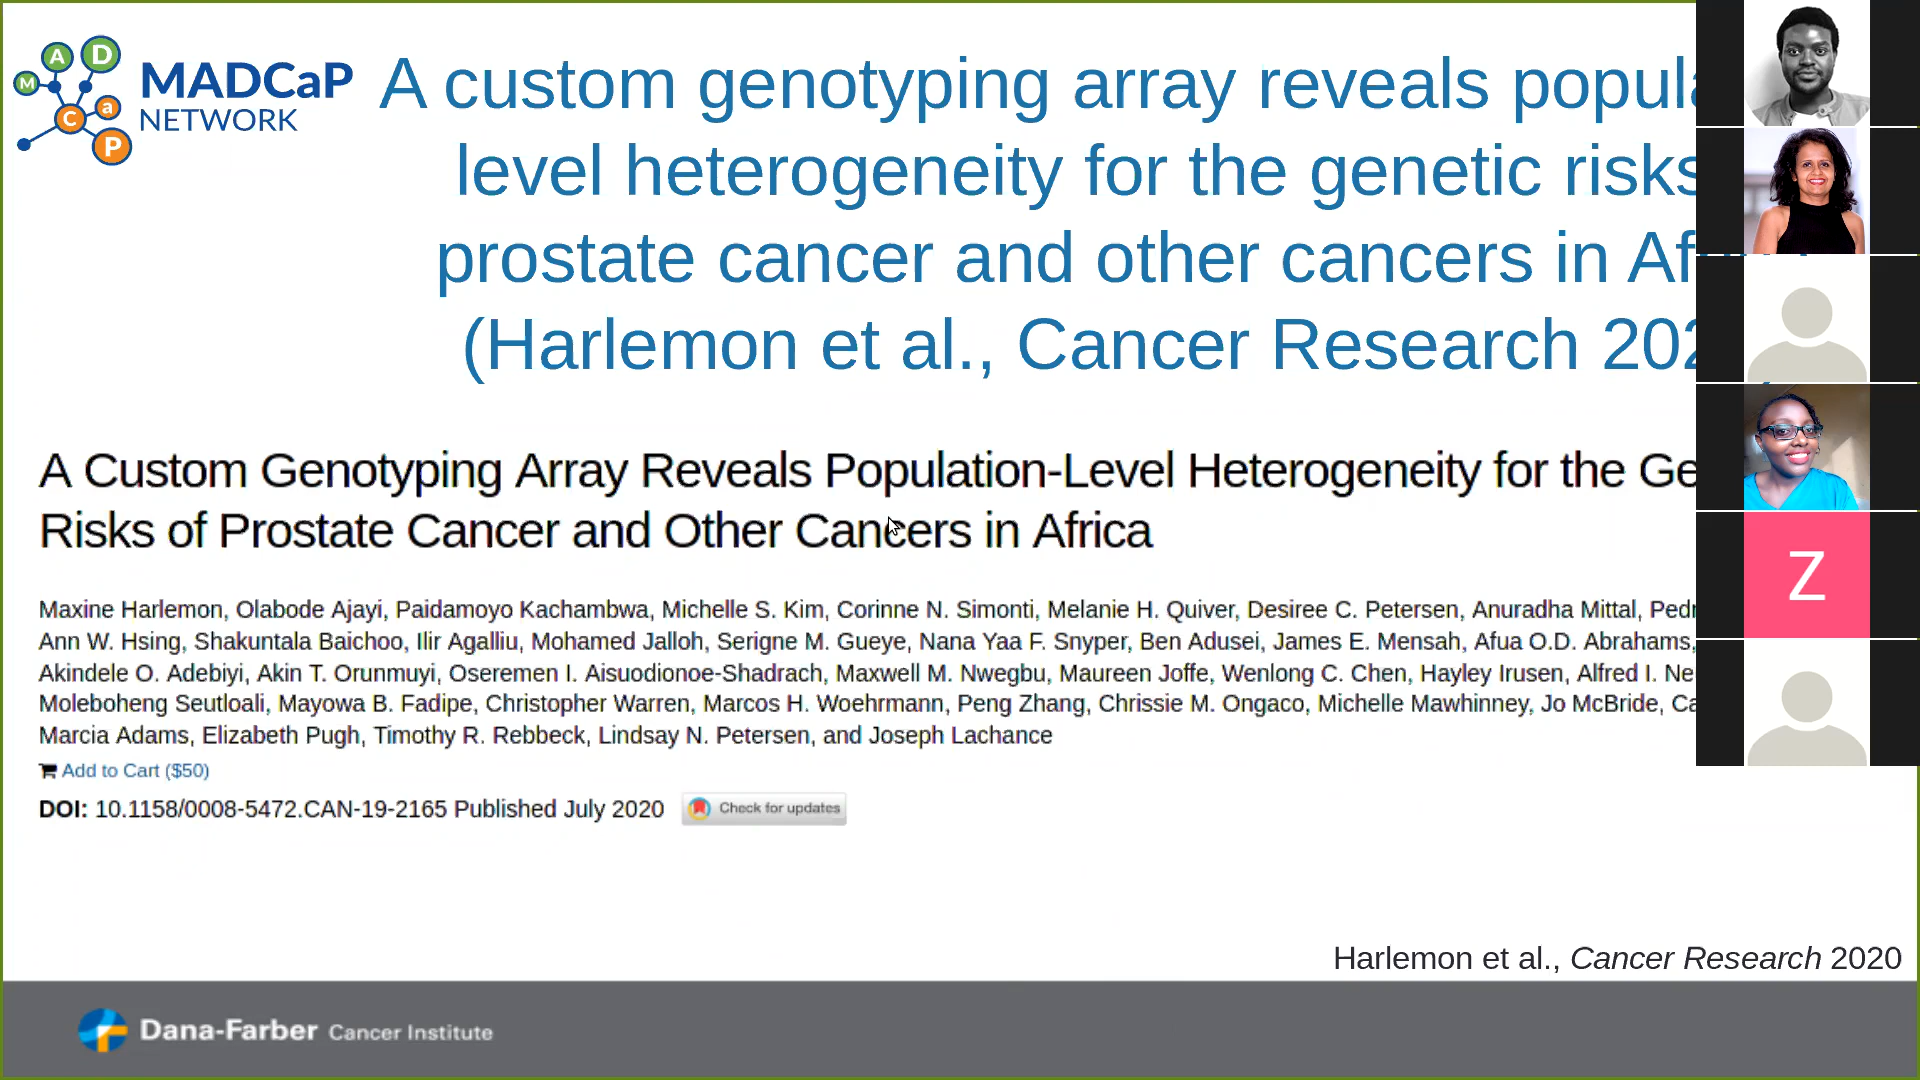 M A D C a P
MADCaP
NETWORK
A custom genotyping array reveals
level heterogeneity for the genetic risks
prostate cancer and other cancers in
(Harlemon et al., Cancer Research
A Custom Genotyping Array Reveals Population-Level Heterogeneity for the
Risks of Prostate Cancer and Other Cancers in Africa
Maxine Harlemon, Olabode Ajayi, Paidamoyo Kachambwa, Michelle S. Kim, Corinne N. Simonti, Melanie H. Quiver, Desiree C. Petersen, Anuradha Mittal,
Ann W. Hsing, Shakuntala Baichoo, Ilir Agalliu, Mohamed Jalloh, Serigne M. Gueye, Nana Yaa F. Snyper, Ben Adusei, James E. Mensah, Afua O.D. Abrahams,
Akindele O. Adebiyi, Akin T. Orunmuyi, Oseremen I. Aisuodionoe-Shadrach, Maxwell M. Nwegbu, Maureen Joffe, Wenlong C. Chen, Hayley Irusen, Alfred I.
Moleboheng Seutloali, Mayowa B. Fadipe, Christopher Warren, Marcos H. Woehrmann, Peng Zhang, Chrissie M. Ongaco, Michelle Mawhinney, Jo McBride,
Marcia Adams, Elizabeth Pugh, Timothy R. Rebbeck, Lindsay N. Petersen, and Joseph Lachance
Add to Cart ($50)
DOI: 10.1158/0008-5472.CAN-19-2165 Published July 2020 Check for updates
Z
Harlemon et al., Cancer Research 2020
Dana-Farber Cancer Institute